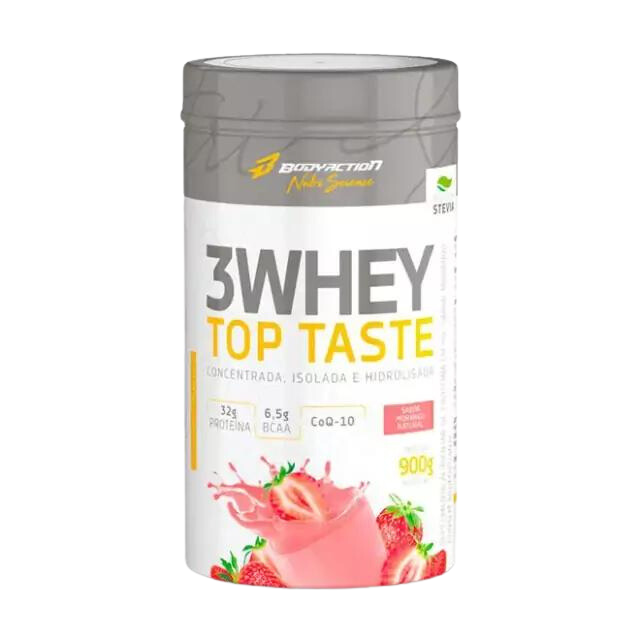 BODYACTION
Nutri Science
STEVIA
3WHEY
TOP TASTE
CONCENTRADA, ISOLADA E HIDROLISADA
32g
PROTEÍNA
6,5g
BCAA
CoQ-10
SABOR
MORANGO
NATURAL
900g